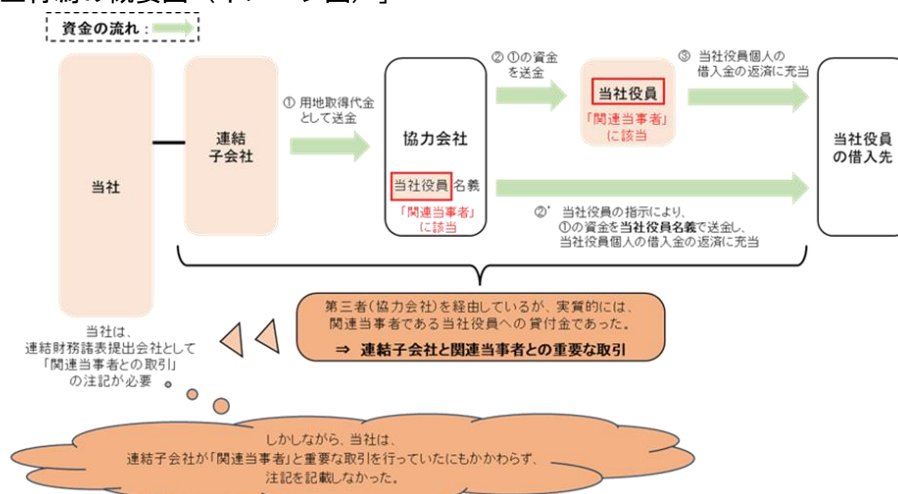 資金の流れ：
当社
連結
子会社
① 用地取得代金
として送金
協力会社
当社役員 名義
「関連当事者」
に該当
② ①の資金
を送金
当社役員
「関連当事者」
に該当
③ 当社役員個人の
借入金の返済に充当
②’ 当社役員の指示により、
①の資金を当社役員名義で送金し、
当社役員個人の借入金の返済に充当
当社役員
の借入先
第三者（協力会社）を経由しているが、実質的には、
関連当事者である当社役員への貸付金であった。
⇒ 連結子会社と関連当事者との重要な取引
当社は、
連結財務諸表提出会社として
「関連当事者との取引」
の注記が必要
しかしながら、当社は、
連結子会社が「関連当事者」と重要な取引を行っていたにもかかわらず、
注記を記載しなかった。